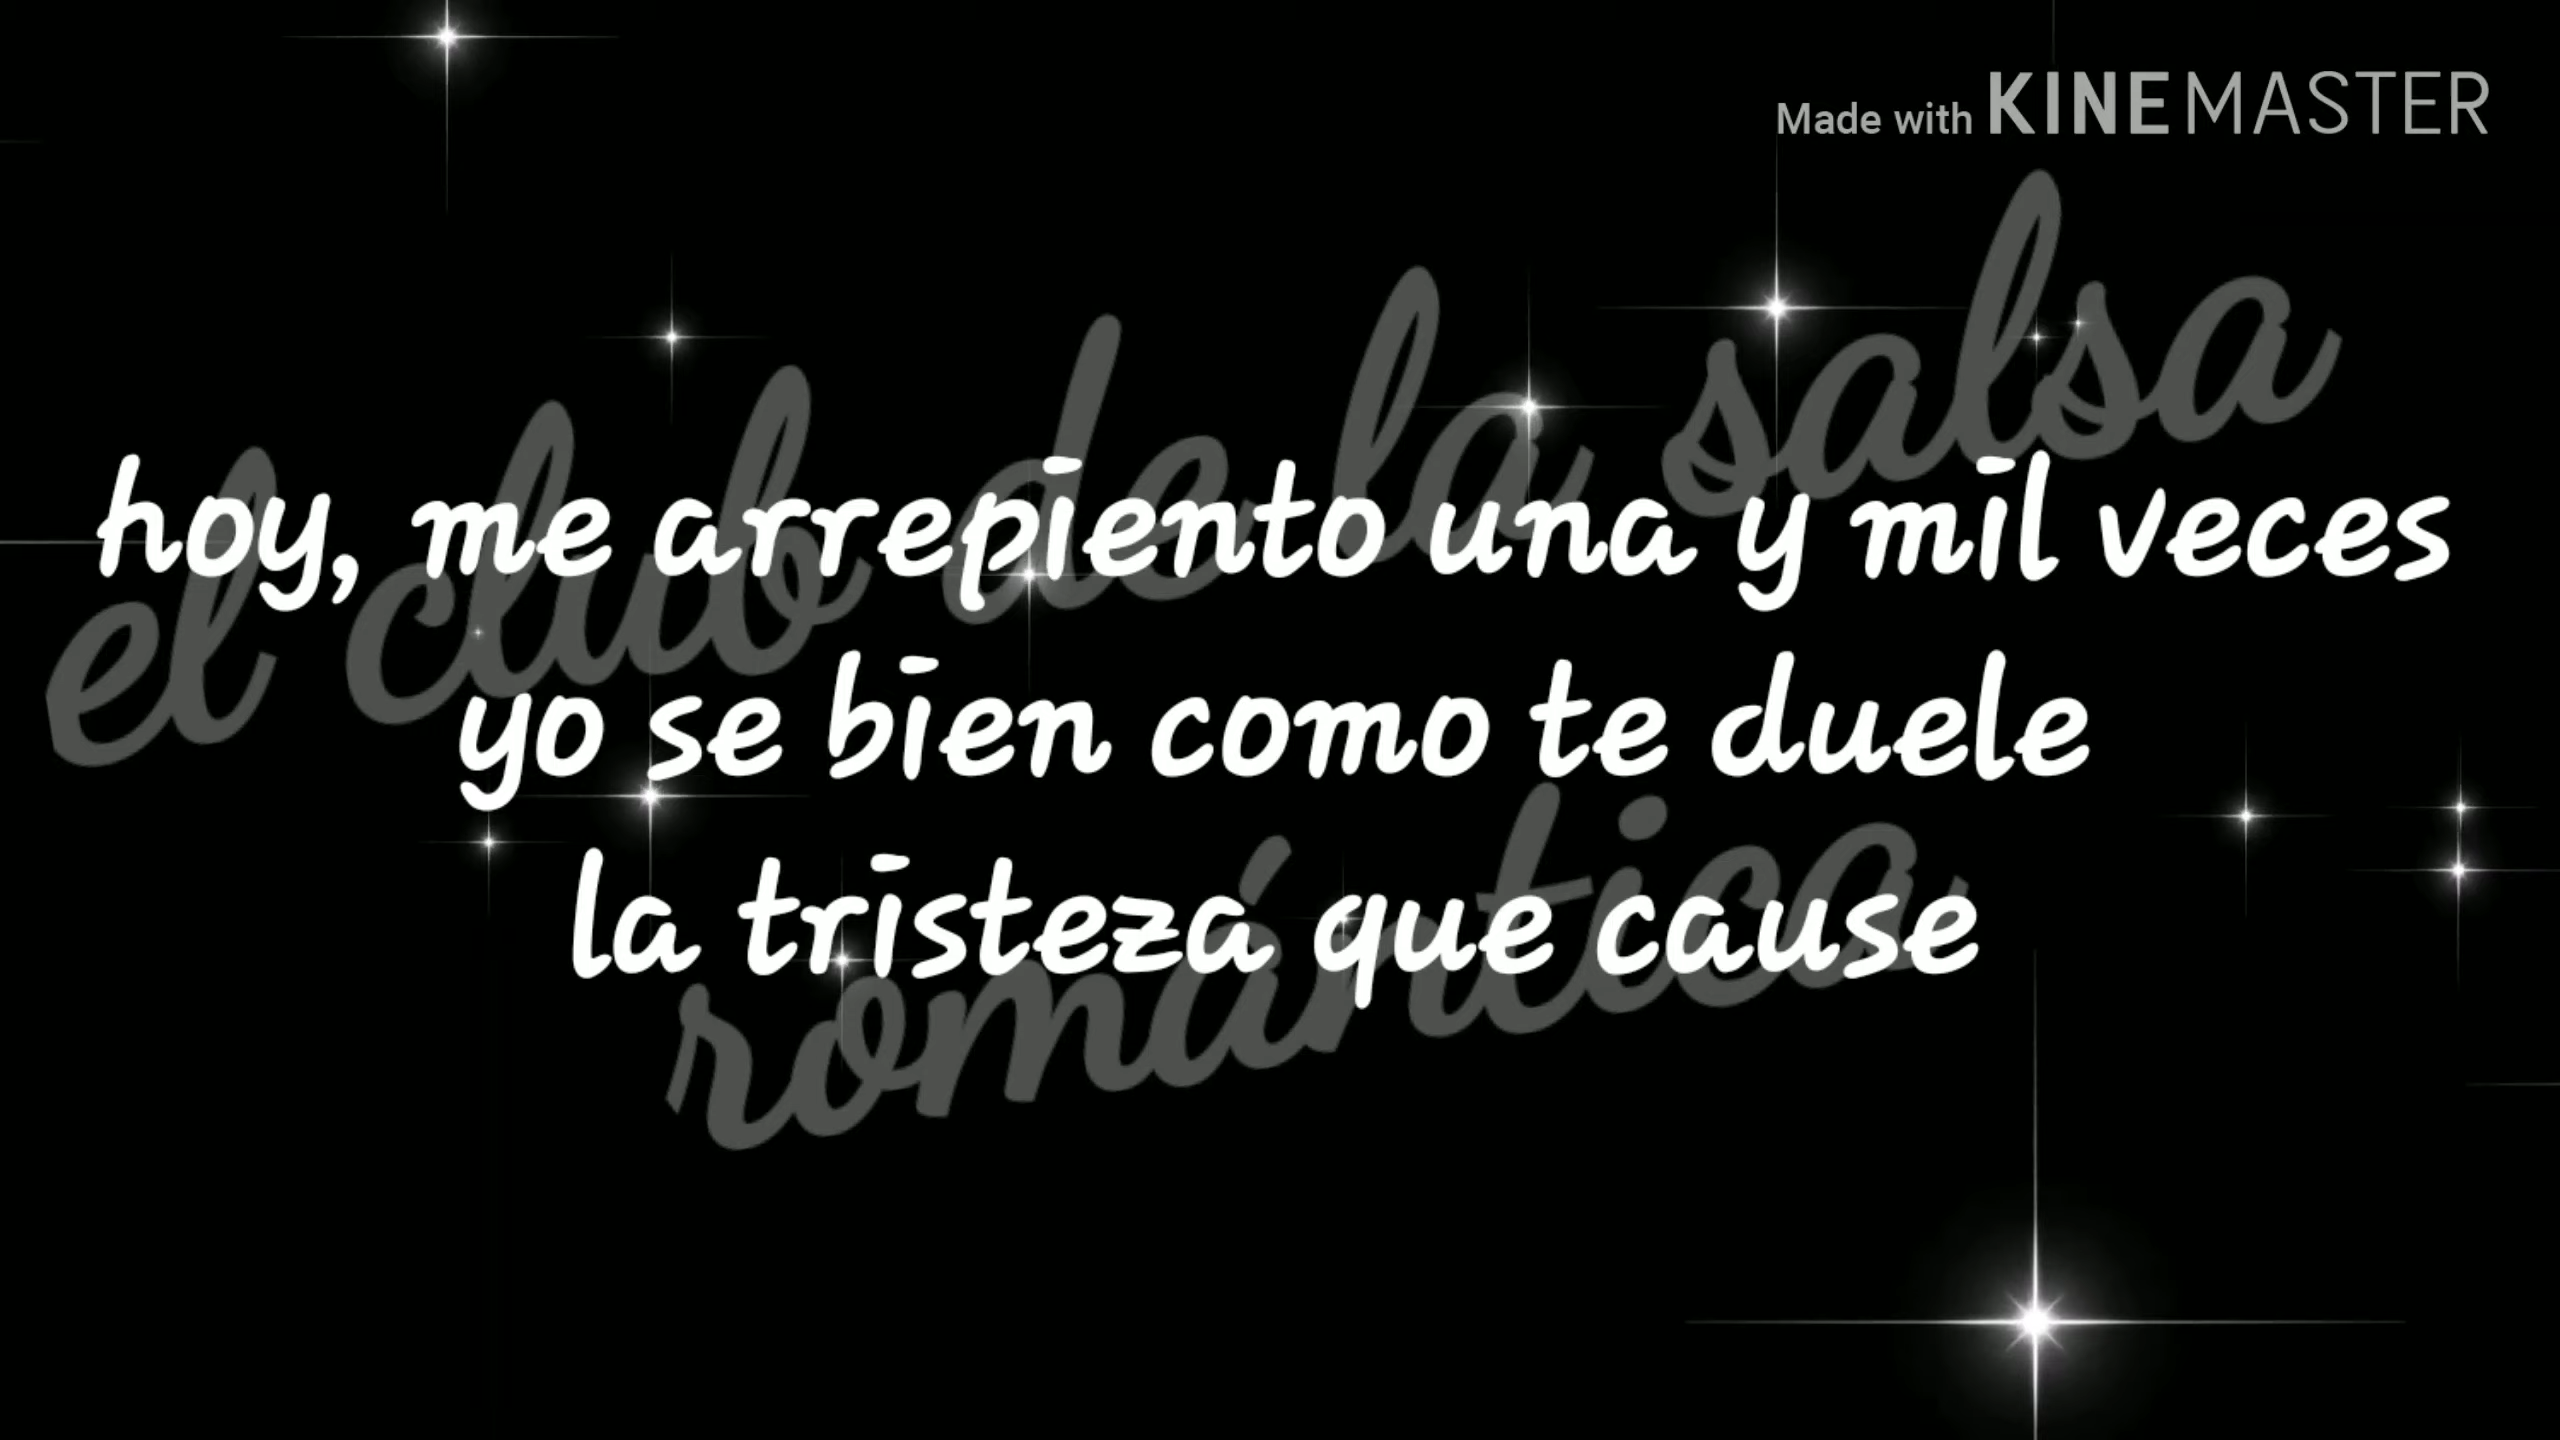 Made with KINEMASTER
el club de la salsa
hoy, me arrepiento una y mil veces
yo se bien como te duele
la tristeza que cause
romántica